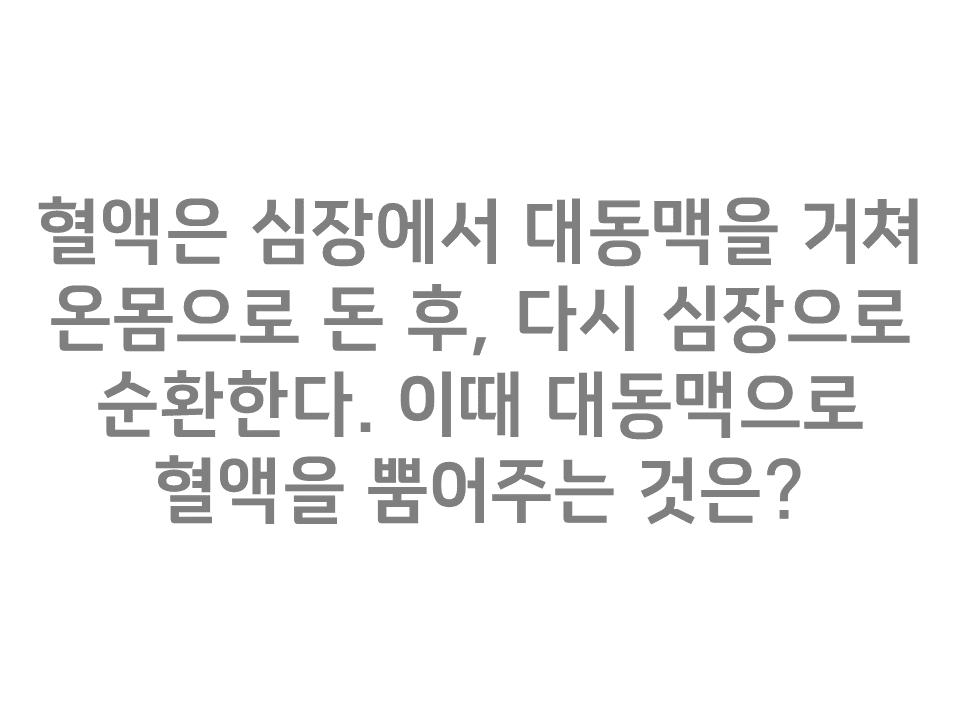 혈액은 심장에서 대동맥을 거쳐
온몸으로 돈 후, 다시 심장으로
순환한다. 이때 대동맥으로
혈액을 뿜어주는 것은?